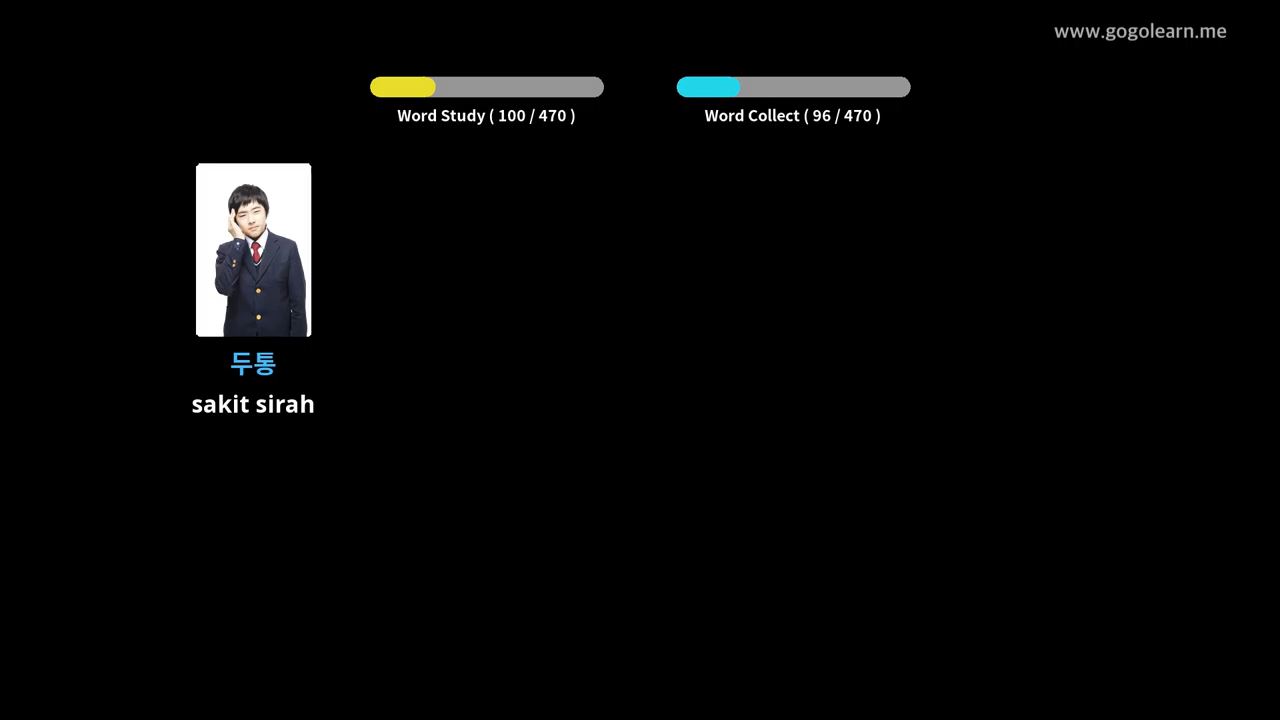 www.gogolearn.me
Word Study ( 100 / 470 )
Word Collect ( 96 / 470 )
두통
sakit sirah